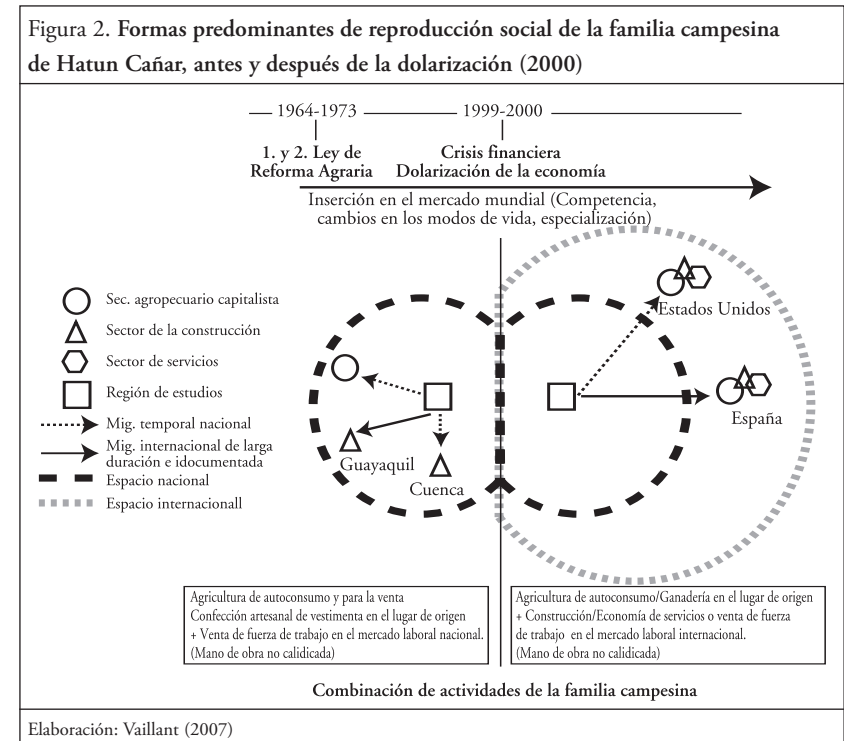 Figura 2. Formas predominantes de reproducción social de la familia campesina
de Hatun Cañar, antes y después de la dolarización (2000)
1964-1973
1999-2000
1. y 2. Ley de
Reforma Agraria
Crisis financiera
Dolarización de la economía
Inserción en el mercado mundial (Competencia,
cambios en los modos de vida, especialización)
Sec. agropecuario capitalista
Sector de la construcción
Sector de servicios
Región de estudios
Mig. temporal nacional
Mig. internacional de larga
duración e idocumentada
Espacio nacional
Espacio internacionall
Guayaquil
Cuenca
Estados Unidos
España
Agricultura de autoconsumo y para la venta
Confección artesanal de vestimenta en el lugar de origen
+ Venta de fuerza de trabajo en el mercado laboral nacional.
(Mano de obra no calidicada)
Agricultura de autoconsumo/Ganadería en el lugar de origen
+ Construcción/Economía de servicios o venta de fuerza
de trabajo en el mercado laboral internacional.
(Mano de obra no calidicada)
Combinación de actividades de la familia campesina
Elaboración: Vaillant (2007)